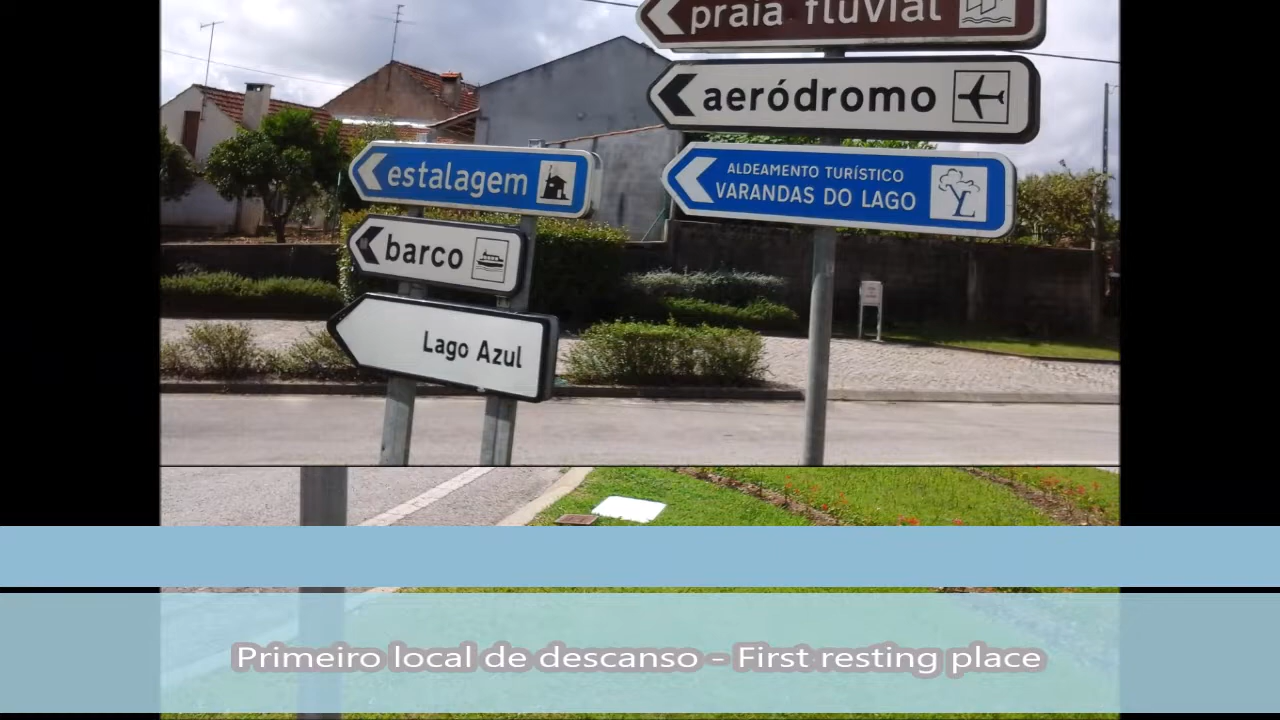 praia fluvial
aeródromo
ALDEAMENTO TURÍSTICO
VARANDAS DO LAGO
estalagem
barco
Lago Azul
Primeiro local de descanso - First resting place